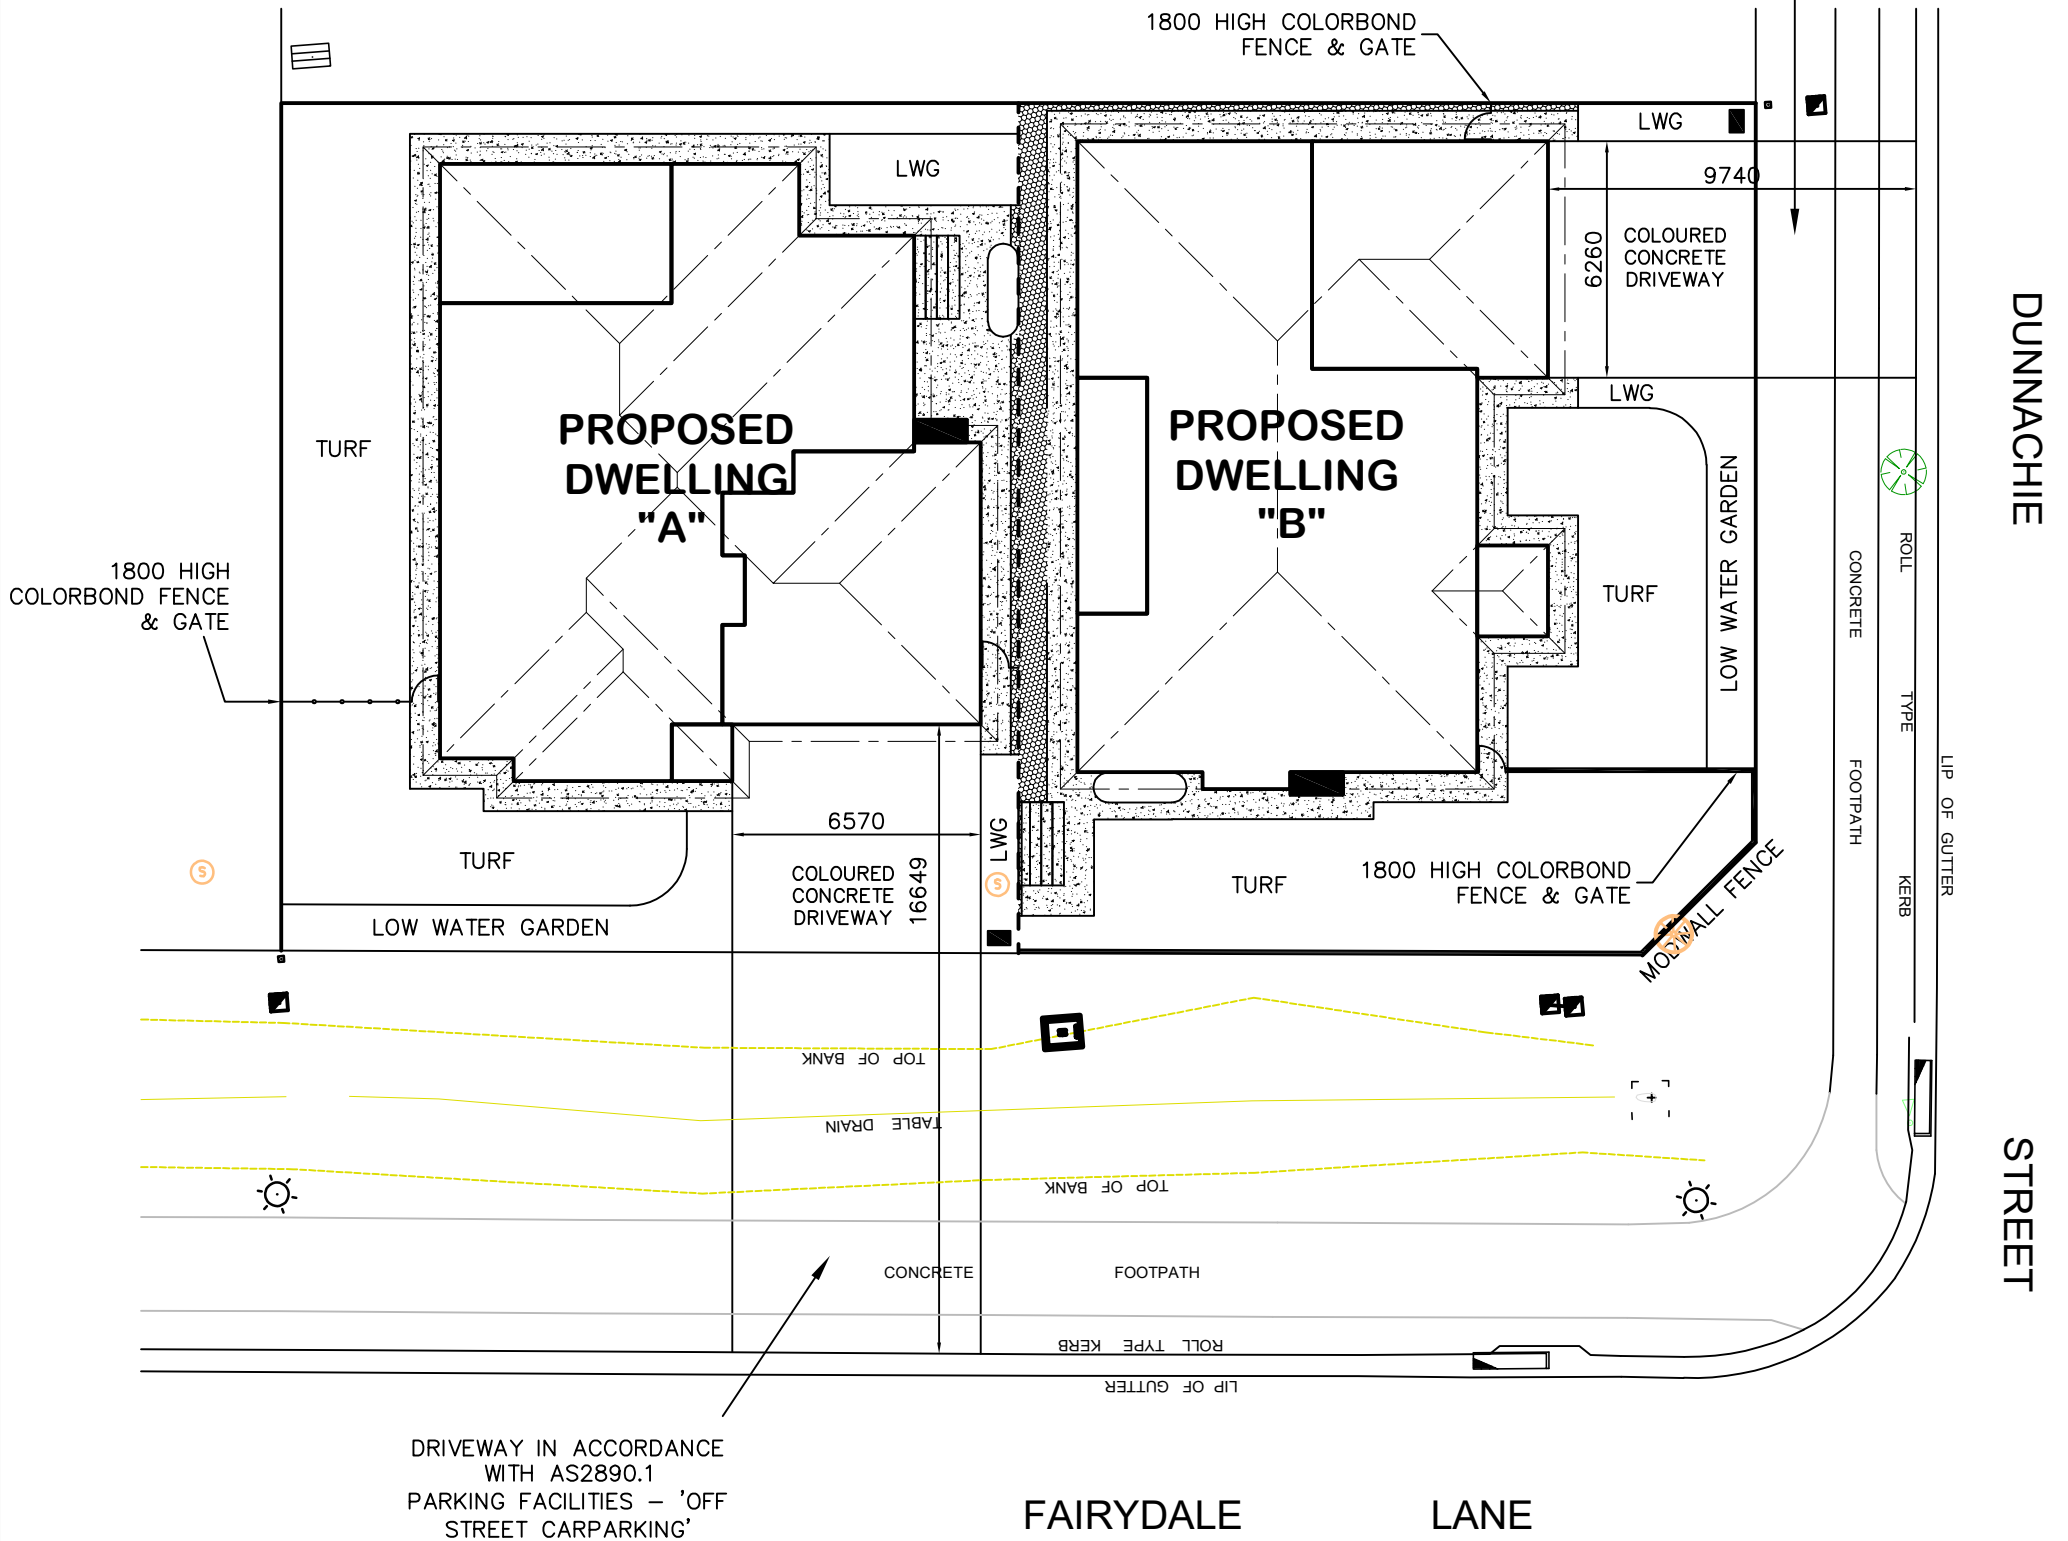 1800 HIGH COLORBOND
FENCE & GATE
LWG
LWG
9740
6260
COLOURED
CONCRETE
DRIVEWAY
DUNNACHIE
LWG
PROPOSED
DWELLING
"A"
PROPOSED
DWELLING
"B"
TURF
LOW WATER GARDEN
ROLL TYPE KERB
CONCRETE FOOTPATH
1800 HIGH
COLORBOND FENCE
& GATE
TURF
LIP OF GUTTER
6570
LWG
TURF
COLOURED
CONCRETE
DRIVEWAY
16649
TURF
1800 HIGH COLORBOND
FENCE & GATE
MODWALL FENCE
S
S
LOW WATER GARDEN
TOP OF BANK
TABLE DRAIN
TOP OF BANK
STREET
CONCRETE FOOTPATH
ROLL TYPE KERB
LIP OF GUTTER
DRIVEWAY IN ACCORDANCE
WITH AS2890.1
PARKING FACILITIES – 'OFF
STREET CARPARKING'
FAIRYDALE LANE